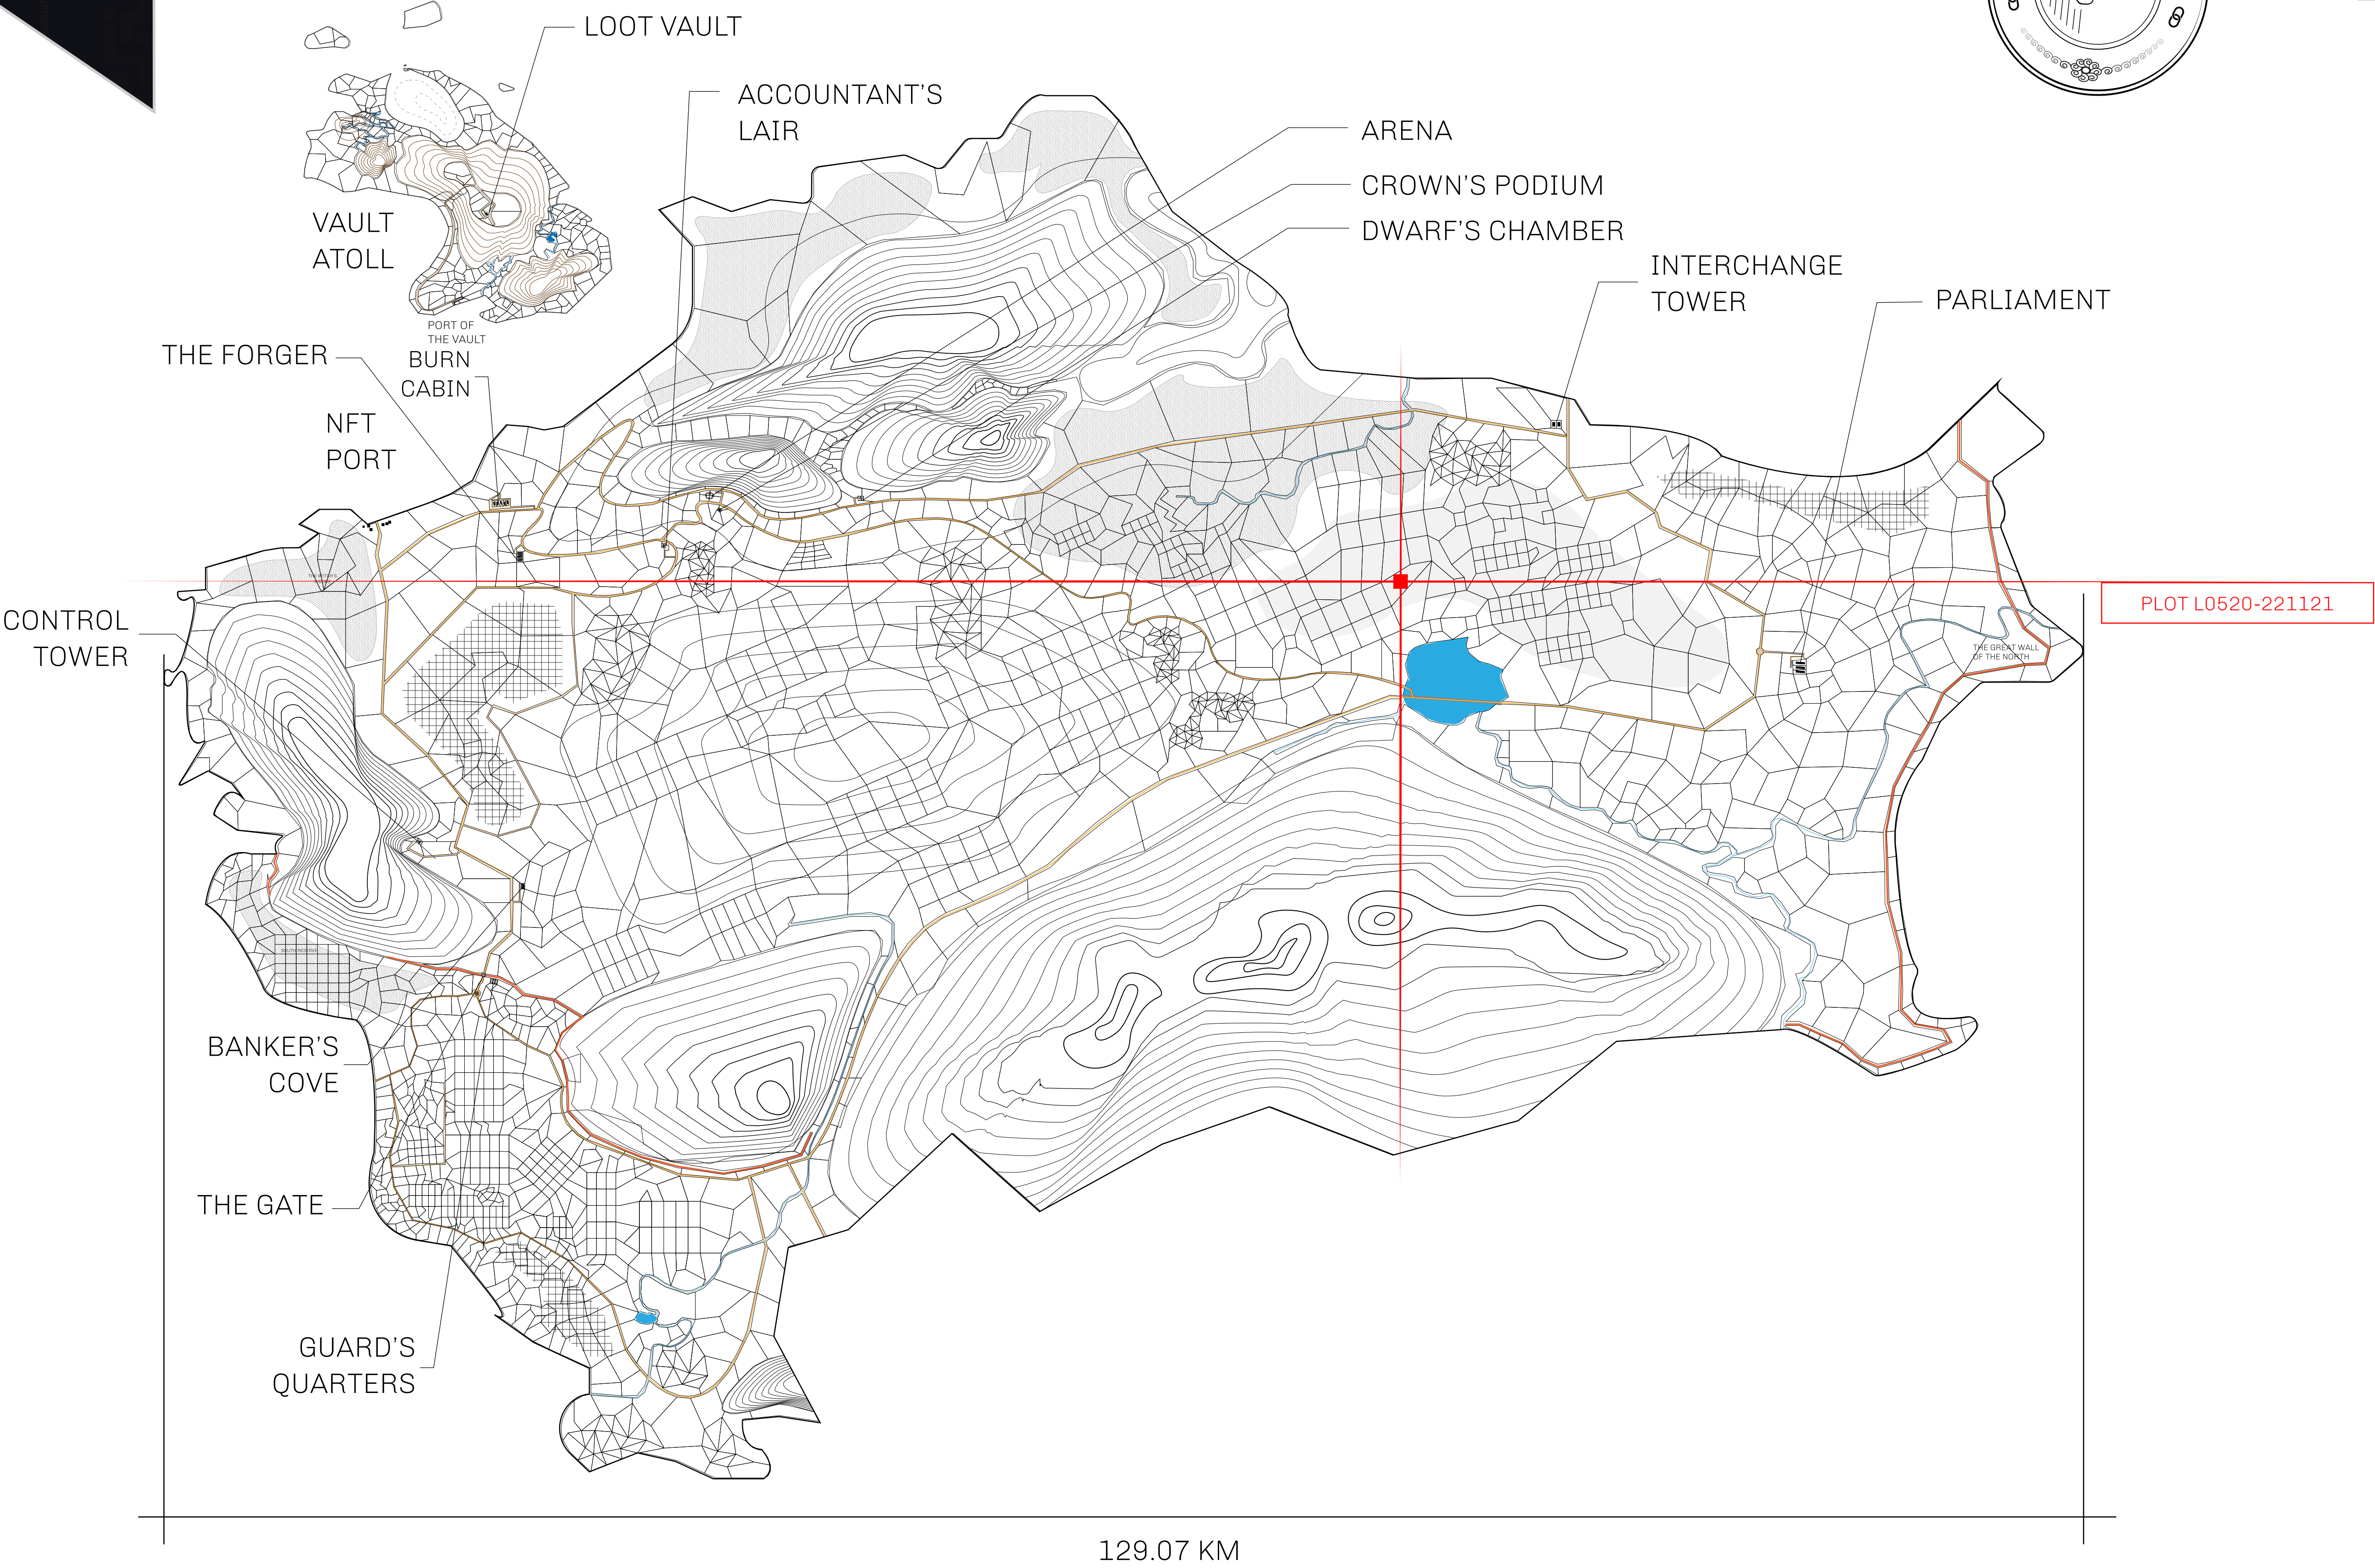 LOOT VAULT
ACCOUNTANT'S
LAIR
ARENA
CROWN'S PODIUM
DWARF'S CHAMBER
INTERCHANGE
TOWER
PARLIAMENT
VAULT
ATOLL
PORT OF
THE VAULT
THE FORGER
BURN
CABIN
NFT
PORT
CONTROL
TOWER
PLOT L0520-221121
THE GREAT WALL
OF THE NORTH
SOUTH RESERVE
BANKER'S
COVE
THE GATE
GUARD'S
QUARTERS
129.07 KM